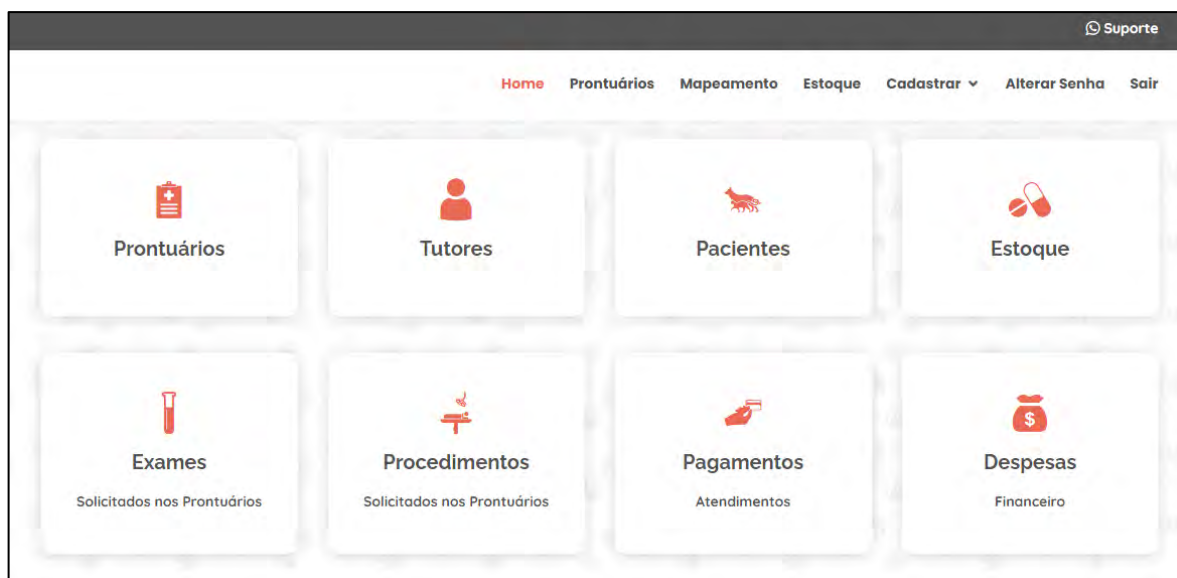 Suporte
Home Prontuários Mapeamento Estoque Cadastrar Alterar Senha Sair
Prontuários Tutores Pacientes Estoque
Exames Procedimentos Pagamentos Despesas
Solicitados nos Prontuários Solicitados nos Prontuários Atendimentos Financeiro